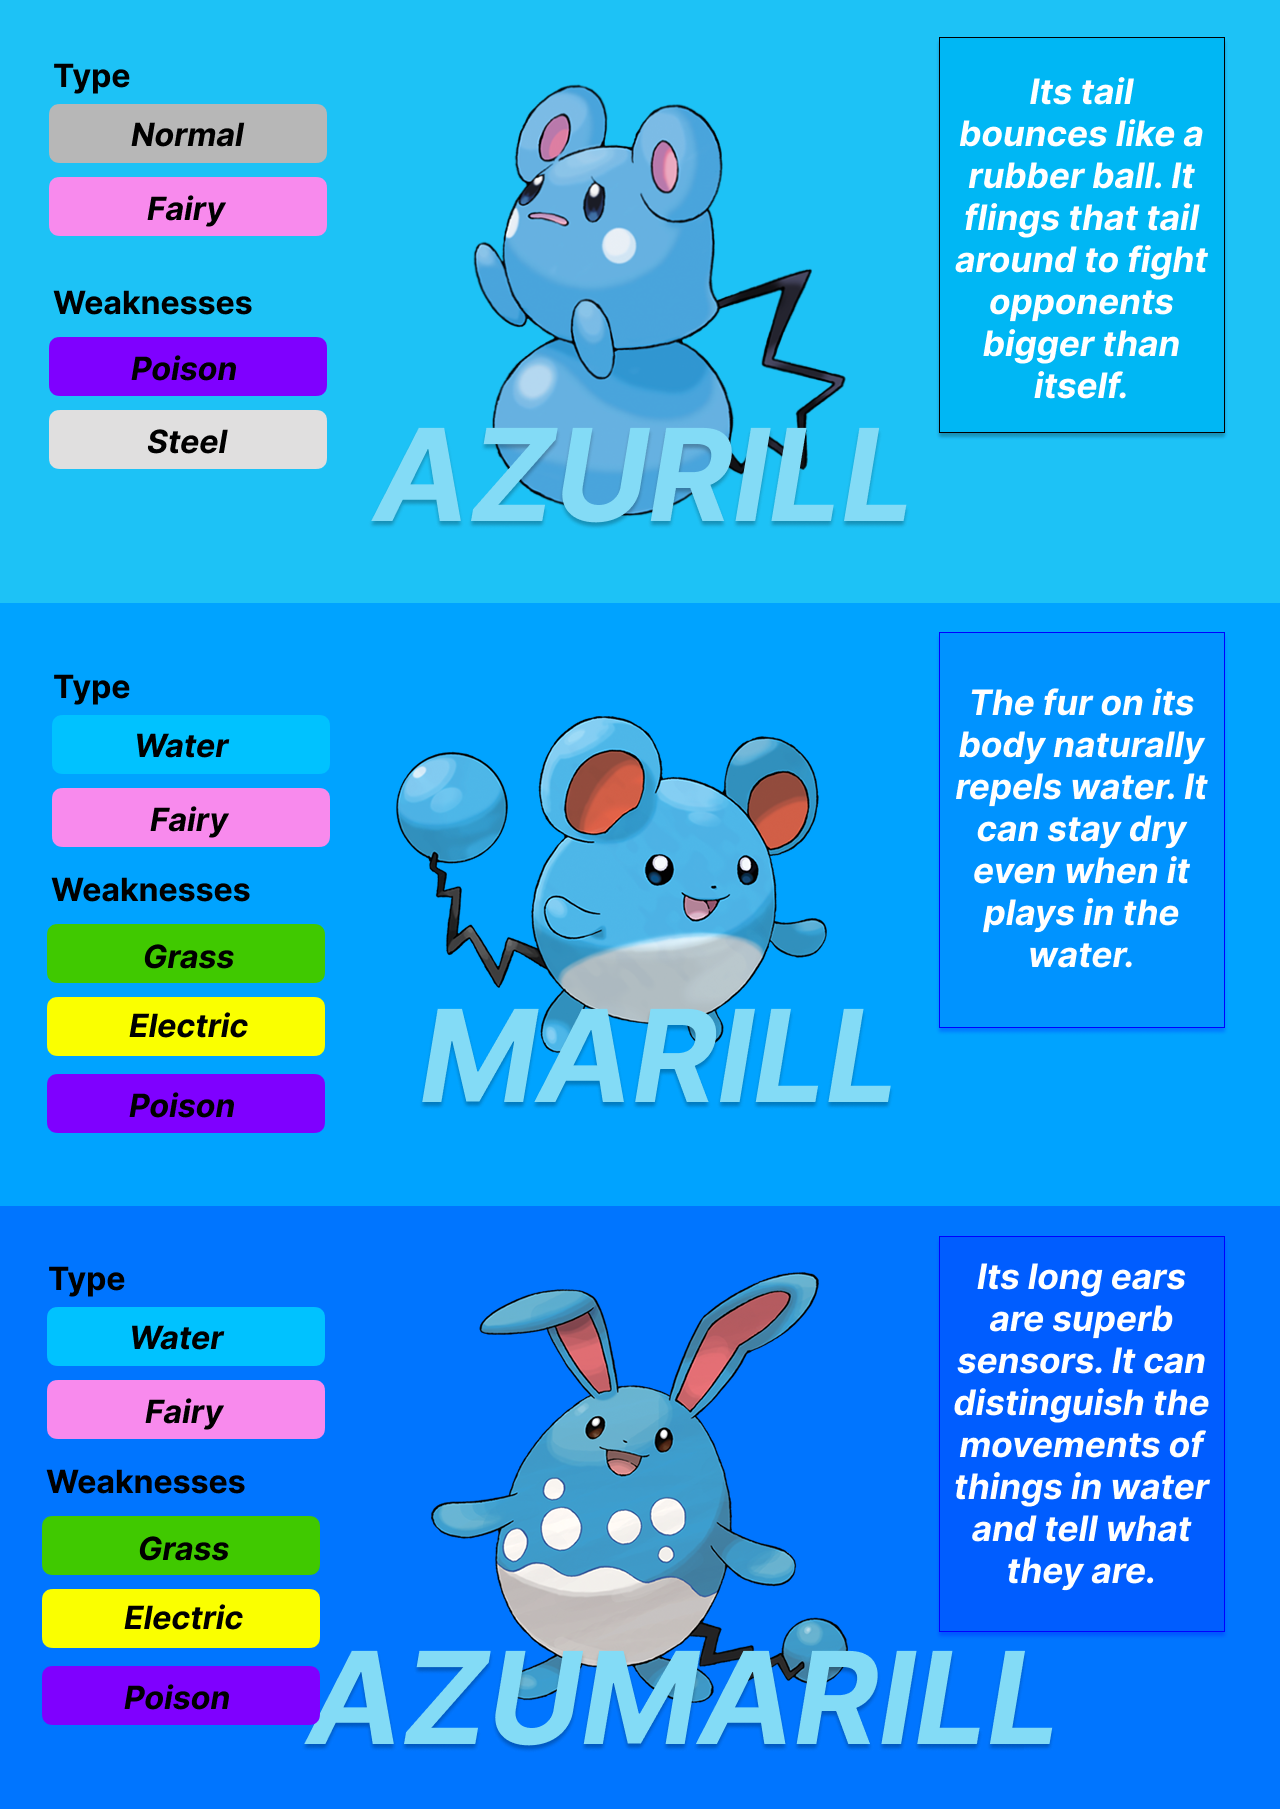 Type
Normal
Fairy
Weaknesses
Poison
Steel
AZURILL
Its tail
bounces like a
rubber ball. It
flings that tail
around to fight
opponents
bigger than
itself.
Type
Water
Fairy
Weaknesses
Grass
Electric
Poison
MARILL
The fur on its
body naturally
repels water. It
can stay dry
even when it
plays in the
water.
Type
Water
Fairy
Weaknesses
Grass
Electric
Poison
AZUMARILL
Its long ears
are superb
sensors. It can
distinguish the
movements of
things in water
and tell what
they are.